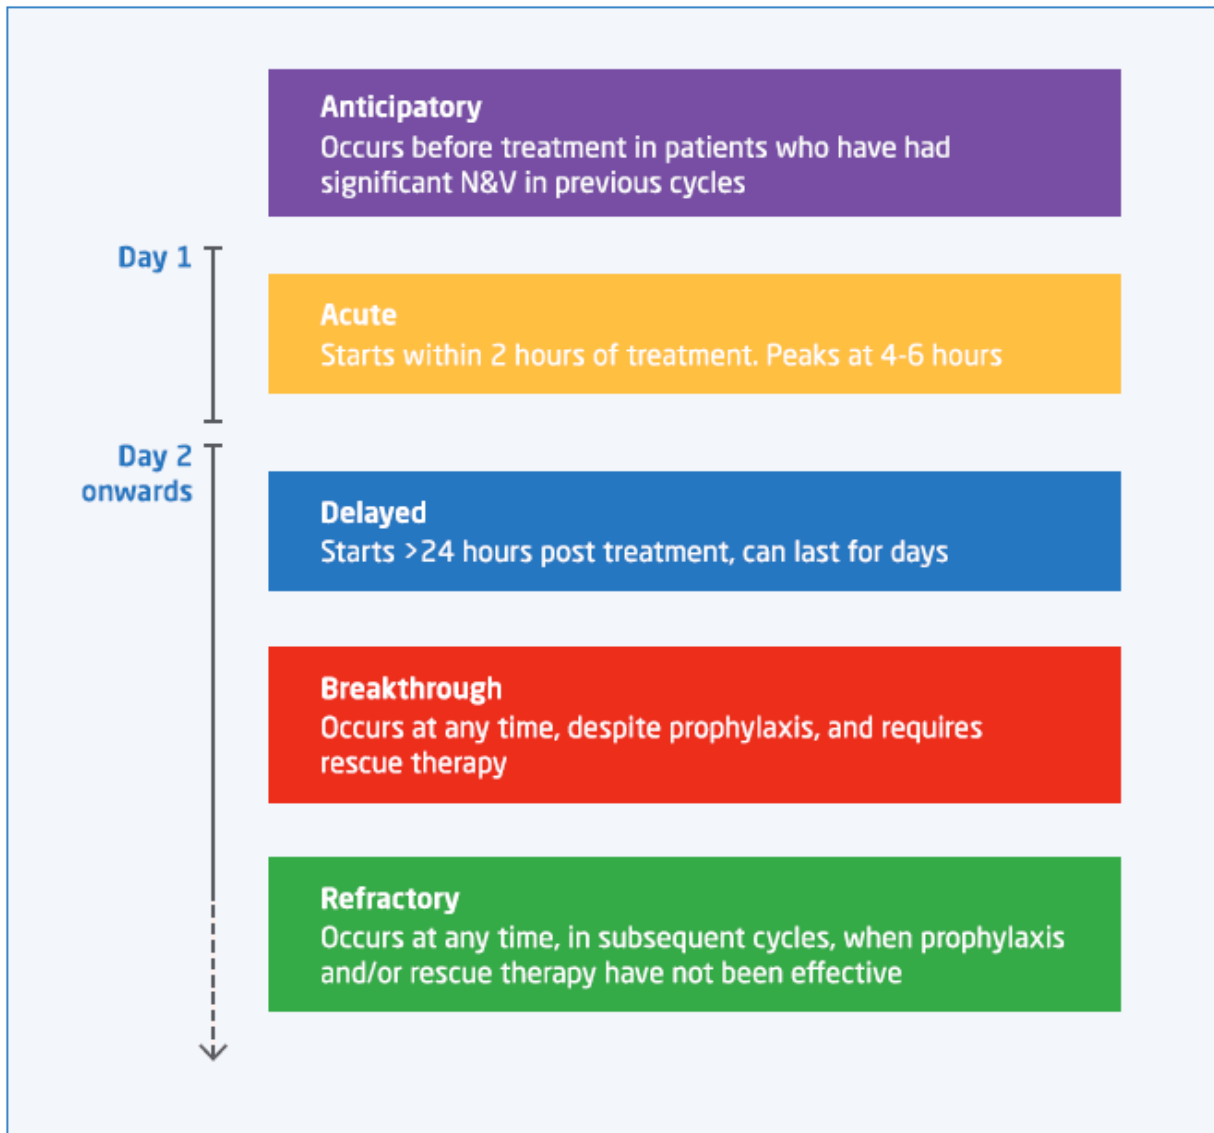 Anticipatory
Occurs before treatment in patients who have had
significant N&V in previous cycles
Day 1
Acute
Starts within 2 hours of treatment. Peaks at 4-6 hours
Day 2
onwards
Delayed
Starts >24 hours post treatment, can last for days
Breakthrough
Occurs at any time, despite prophylaxis, and requires
rescue therapy
Refractory
Occurs at any time, in subsequent cycles, when prophylaxis
and/or rescue therapy have not been effective